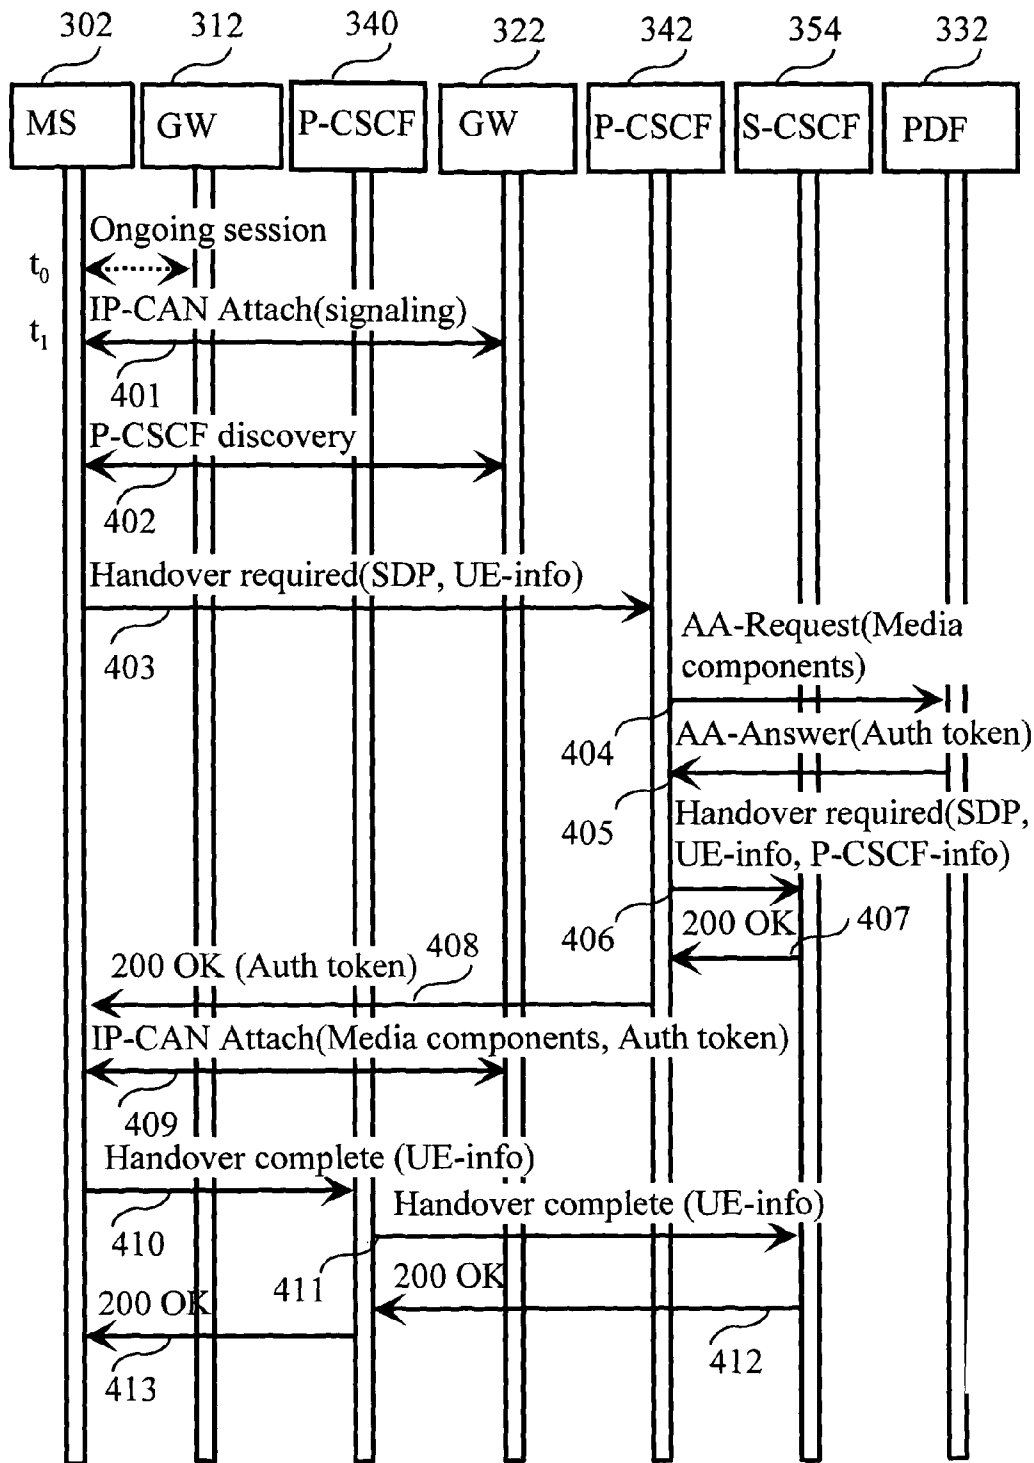 302 312 340 322 342 354 332
MS GW P-CSCF GW P-CSCF S-CSCF PDF
Ongoing session
t0
IP-CAN Attach(signaling)
t1
401
P-CSCF discovery
402
Handover required(SDP, UE-info)
403
AA-Request(Media
components)
404
AA-Answer(Auth token)
405
Handover required(SDP,
UE-info, P-CSCF-info)
406
200 OK
407
408
200 OK (Auth token)
IP-CAN Attach(Media components, Auth token)
409
Handover complete (UE-info)
410
Handover complete (UE-info)
411
200 OK
412
200 OK
413